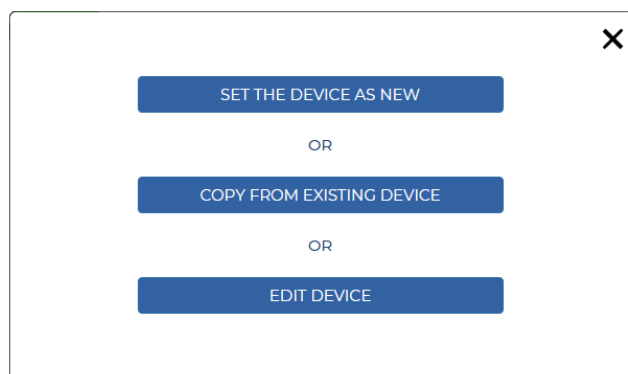 SET THE DEVICE AS NEW
OR
COPY FROM EXISTING DEVICE
OR
EDIT DEVICE